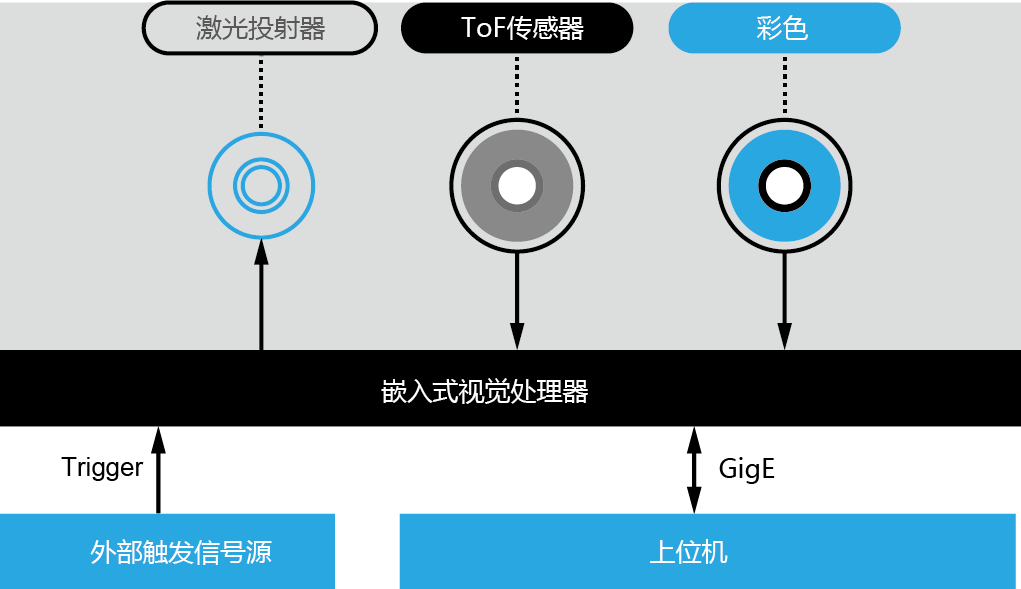 激光投射器
ToF传感器
彩色
嵌入式视觉处理器
Trigger
GigE
外部触发信号源
上位机